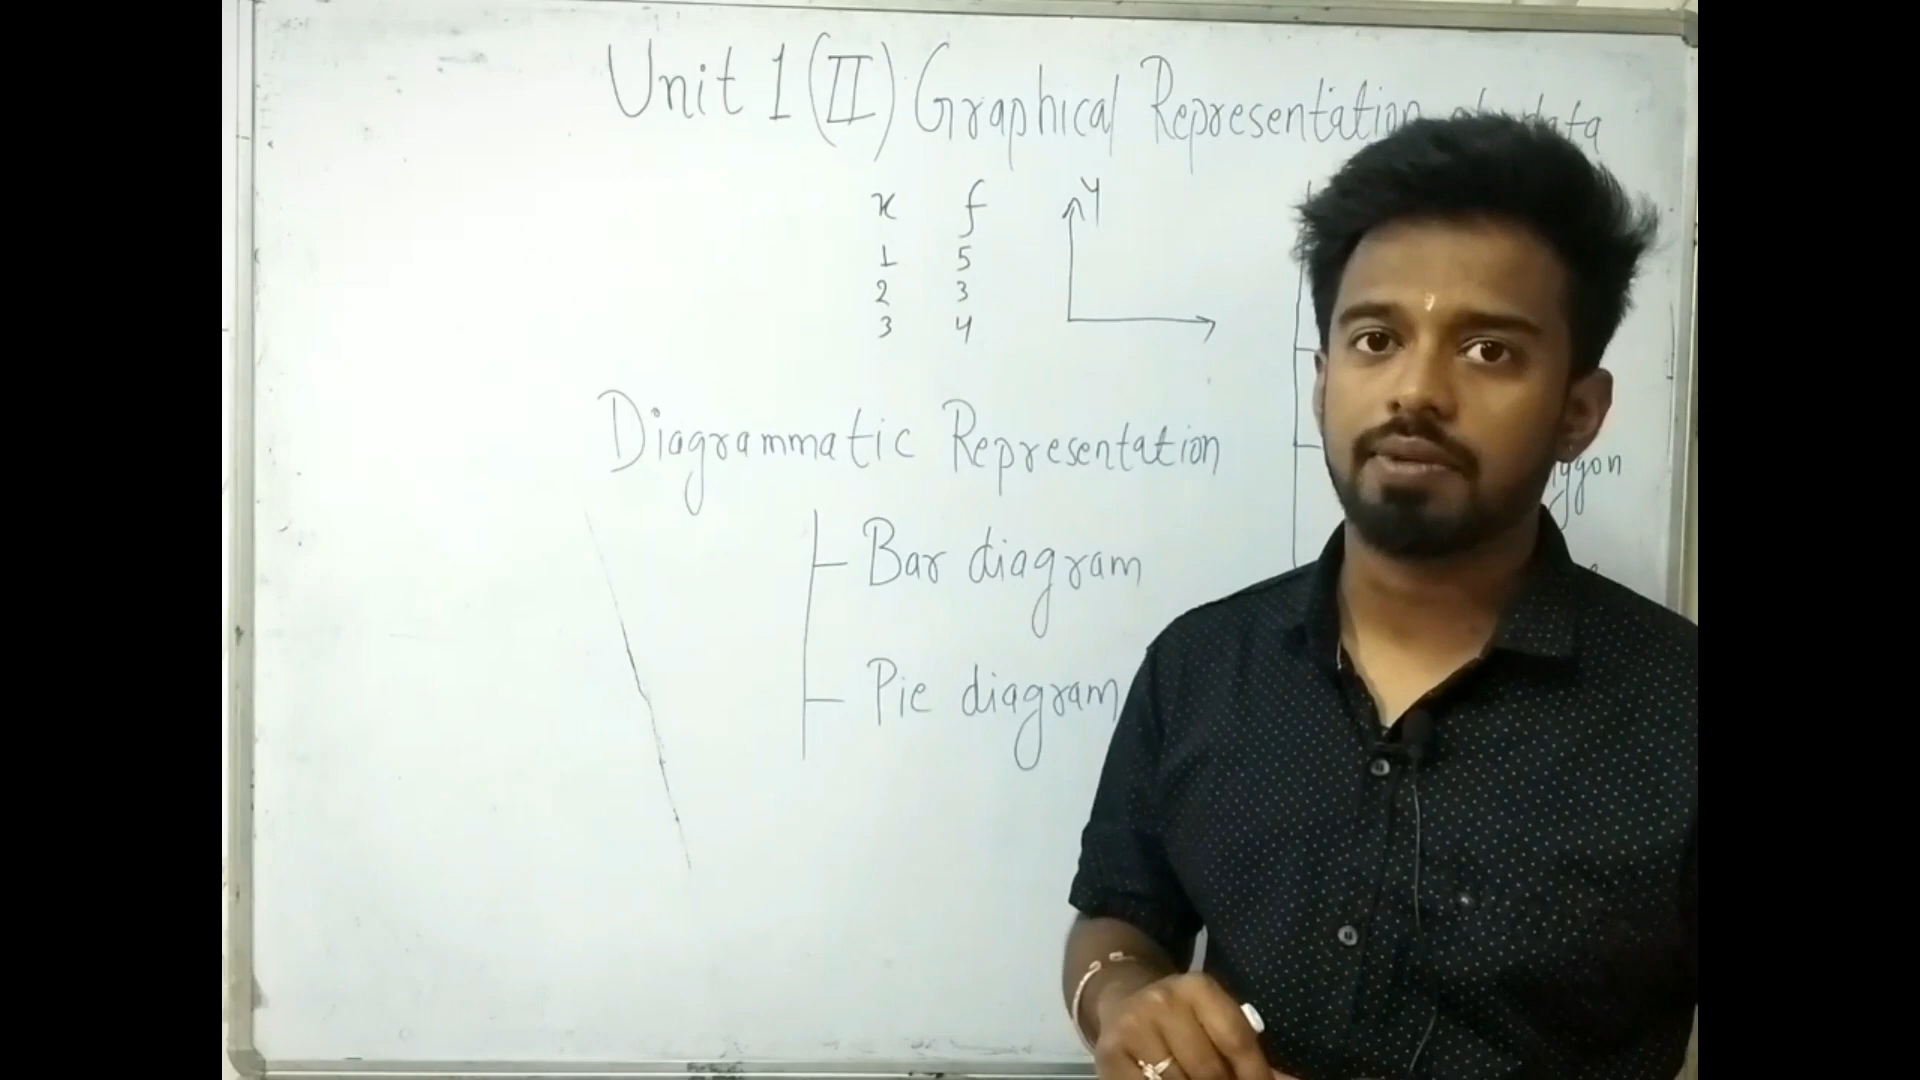 Unit 1 (II) Graphical Representation
x f Y
1 5
2 3
3 4
Diagrammatic Representation
Bar diagram
Pie diagram